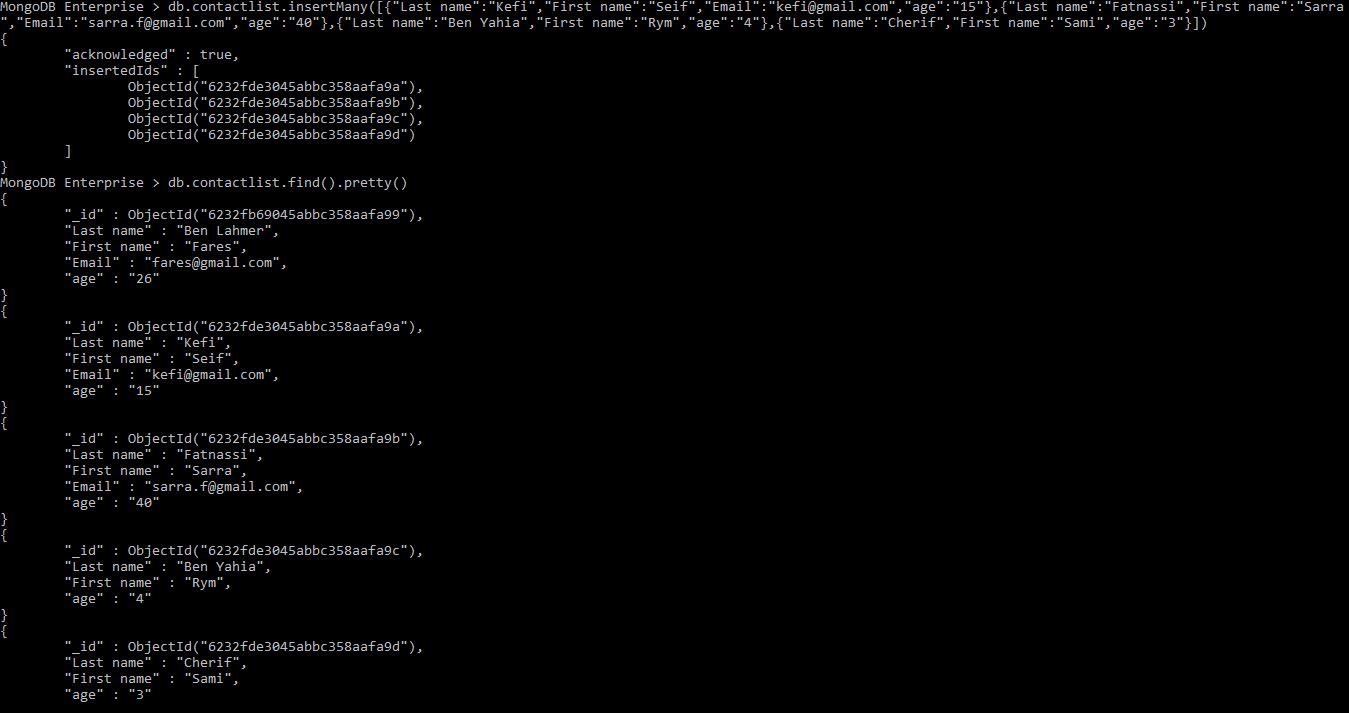 MongoDB Enterprise > db.contactlist.insertMany([{"Last name":"Kefi","First name":"Seif","Email":"kefi@gmail.com","age":"15"},{"Last name":"Fatnassi","First name":"Sarra
","Email":"sarra.f@gmail.com","age":"40"},{"Last name":"Ben Yahia","First name":"Rym","age":"4"},{"Last name":"Cherif","First name":"Sami","age":"3"}])
{
        "acknowledged" : true,
        "insertedIds" : [
                ObjectId("6232fde3045abbc358aafa9a"),
                ObjectId("6232fde3045abbc358aafa9b"),
                ObjectId("6232fde3045abbc358aafa9c"),
                ObjectId("6232fde3045abbc358aafa9d")
        ]
}
MongoDB Enterprise > db.contactlist.find().pretty()
{
        "_id" : ObjectId("6232fb69045abbc358aafa99"),
        "Last name" : "Ben Lahmer",
        "First name" : "Fares",
        "Email" : "fares@gmail.com",
        "age" : "26"
}
{
        "_id" : ObjectId("6232fde3045abbc358aafa9a"),
        "Last name" : "Kefi",
        "First name" : "Seif",
        "Email" : "kefi@gmail.com",
        "age" : "15"
}
{
        "_id" : ObjectId("6232fde3045abbc358aafa9b"),
        "Last name" : "Fatnassi",
        "First name" : "Sarra",
        "Email" : "sarra.f@gmail.com",
        "age" : "40"
}
{
        "_id" : ObjectId("6232fde3045abbc358aafa9c"),
        "Last name" : "Ben Yahia",
        "First name" : "Rym",
        "age" : "4"
}
{
        "_id" : ObjectId("6232fde3045abbc358aafa9d"),
        "Last name" : "Cherif",
        "First name" : "Sami",
        "age" : "3"